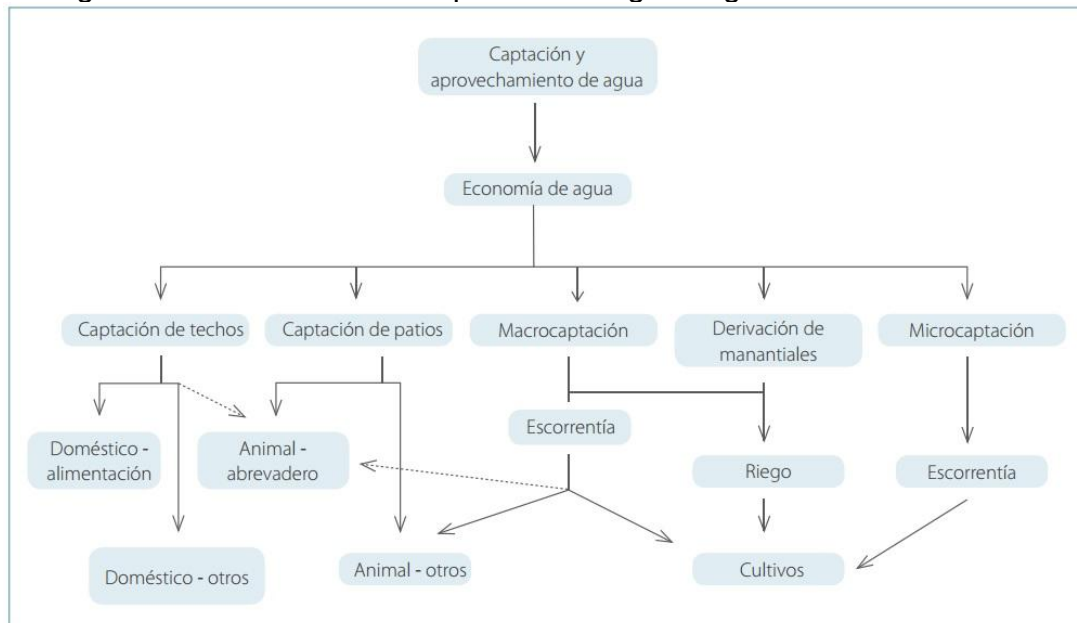 Captación y
aprovechamiento de agua
Economía de agua
Captación de techos
Captación de patios
Macrocaptación
Derivación de
manantiales
Microcaptación
Escorrentía
Doméstico -
alimentación
Animal -
abrevadero
Riego
Escorrentía
Doméstico - otros
Animal - otros
Cultivos